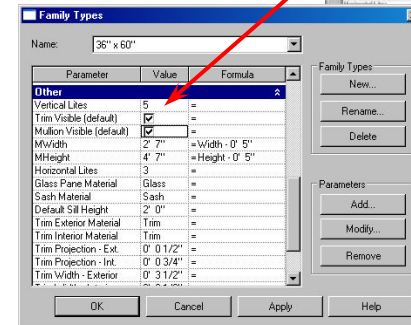 Family Types
Name: 36" x 60"
Parameter Value Formula
Other
Vertical Lites 5 =
Trim Visible (default) =
Mullion Visible (default) =
MWidth 2' 7" =Width - 0' 5"
MHeight 4' 7" =Height - 0' 5"
Horizontal Lites 3 =
Glass Pane Material Glass =
Sash Material Sash =
Default Sill Height 2' 0" =
Trim Exterior Material Trim =
Trim Interior Material Trim =
Trim Projection - Ext. 0' 0 1/2" =
Trim Projection - Int. 0' 0 3/4" =
Trim Width - Exterior 0' 3 1/2" =
Family Types
New...
Rename...
Delete
Parameters
Add...
Modify...
Remove
OK Cancel Apply Help